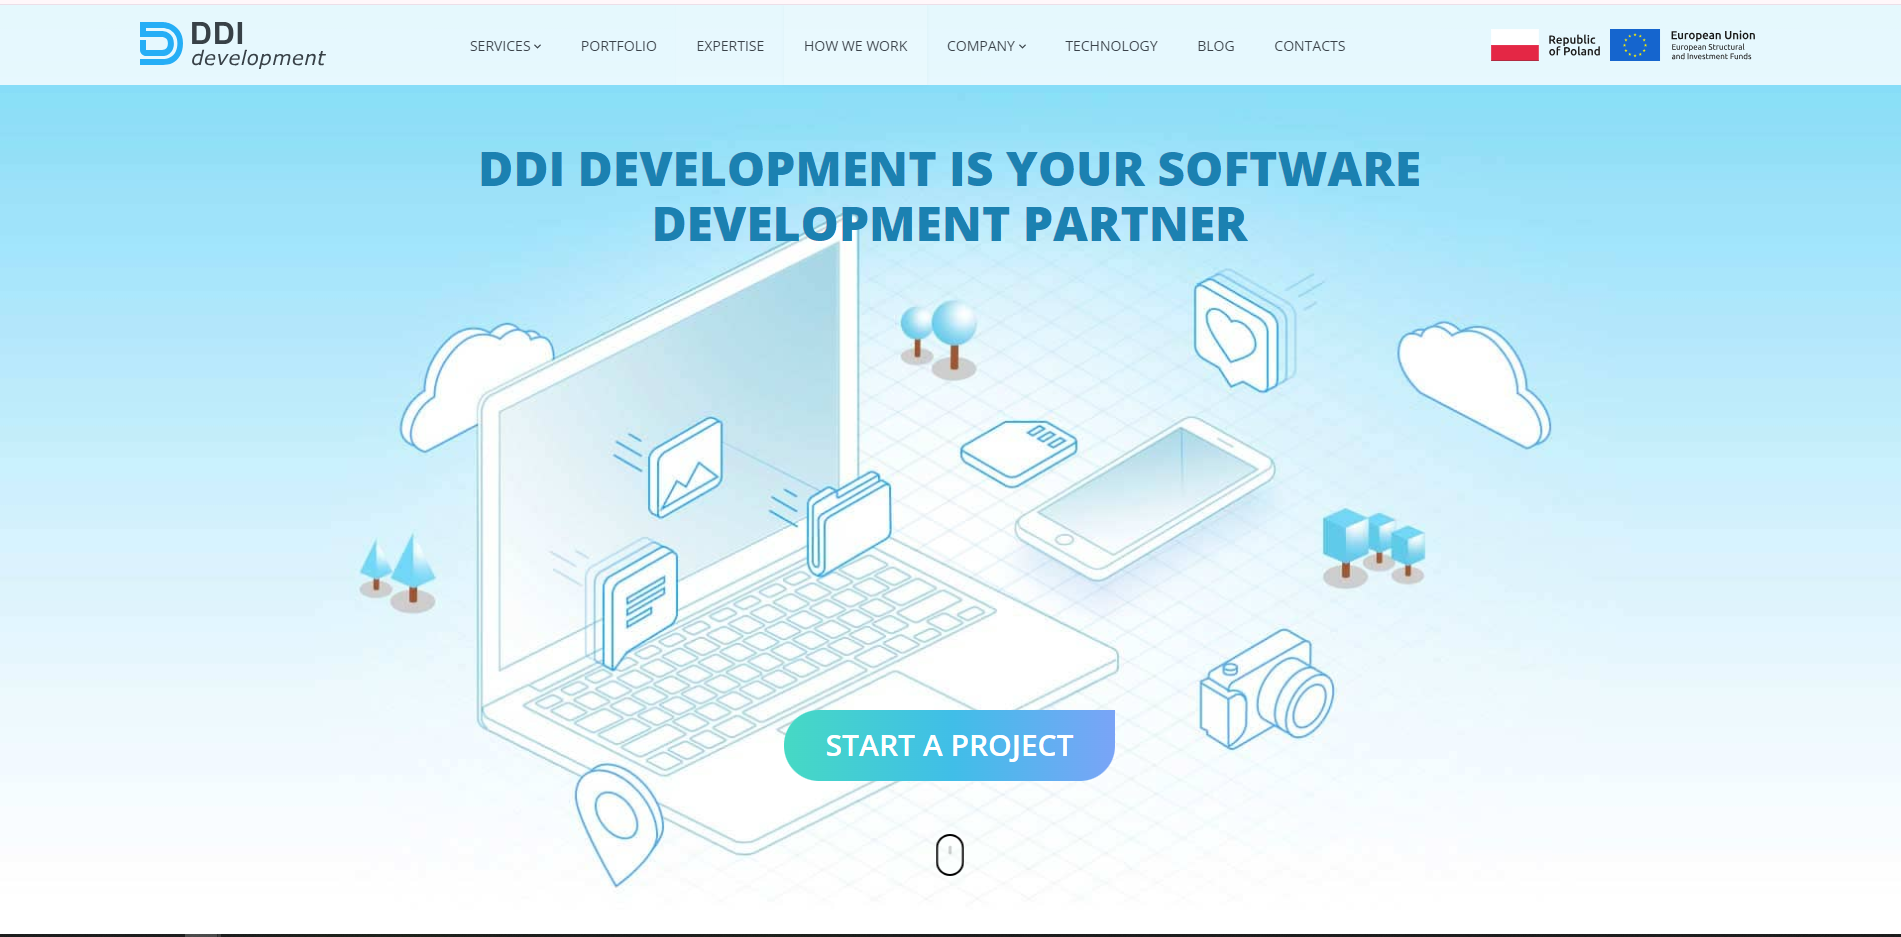 DDI
development
SERVICES
PORTFOLIO
EXPERTISE
HOW WE WORK
COMPANY
TECHNOLOGY
BLOG
CONTACTS
Republic
of Poland
European Union
European Structural
and Investment Funds
DDI DEVELOPMENT IS YOUR SOFTWARE
DEVELOPMENT PARTNER
START A PROJECT